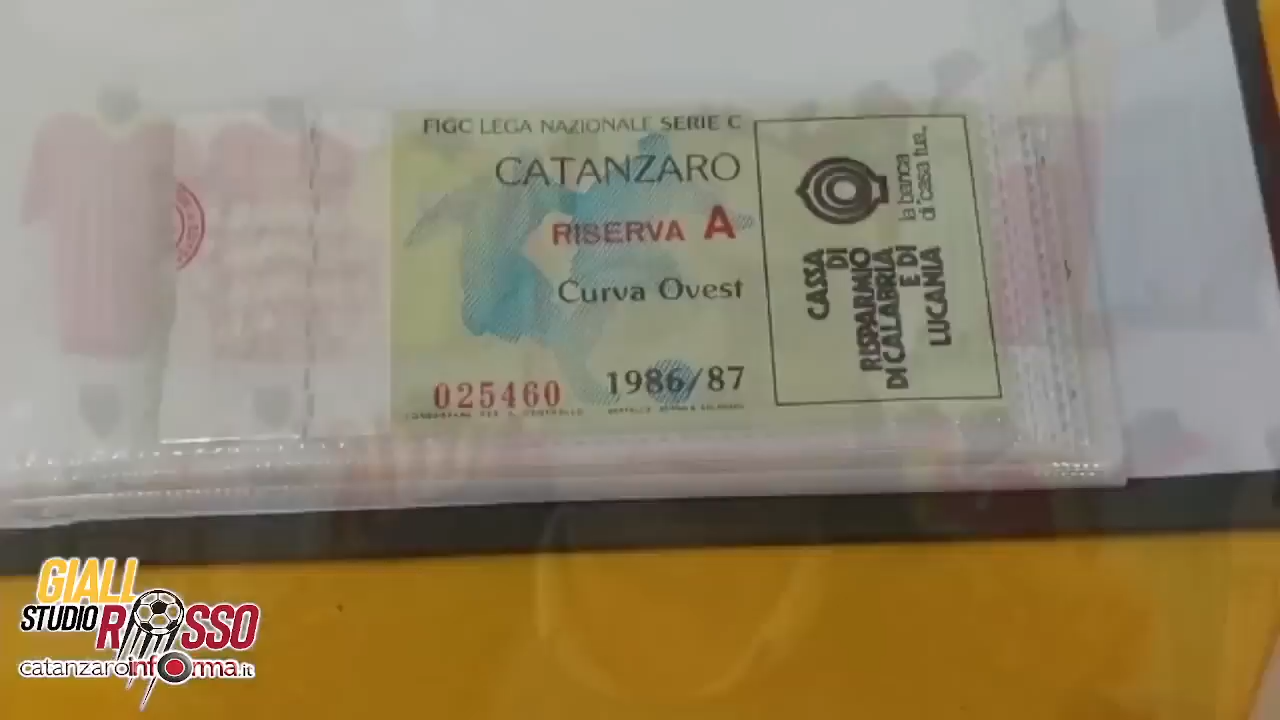 FIGC LEGA NAZIONALE SERIE C
CATANZARO
RISERVA A
Curva Ovest
025460
1986/87
la banca
di casa tua.
CASSA
DI
RISPARMIO
DI CALABRIA
E DI
LUCANIA
GIALL
STUDIO ROSSO
catanzaroinforma.it